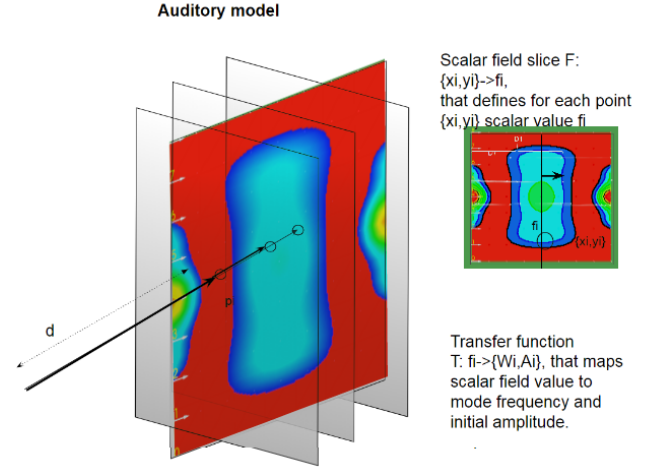 Auditory model
Scalar field slice F:
{xi,yi}->fi,
that defines for each point
{xi,yi} scalar value fi
fi
{xi,yi}
p
d
Transfer function
T: fi->{Wi,Ai}, that maps
scalar field value to
mode frequency and
initial amplitude.